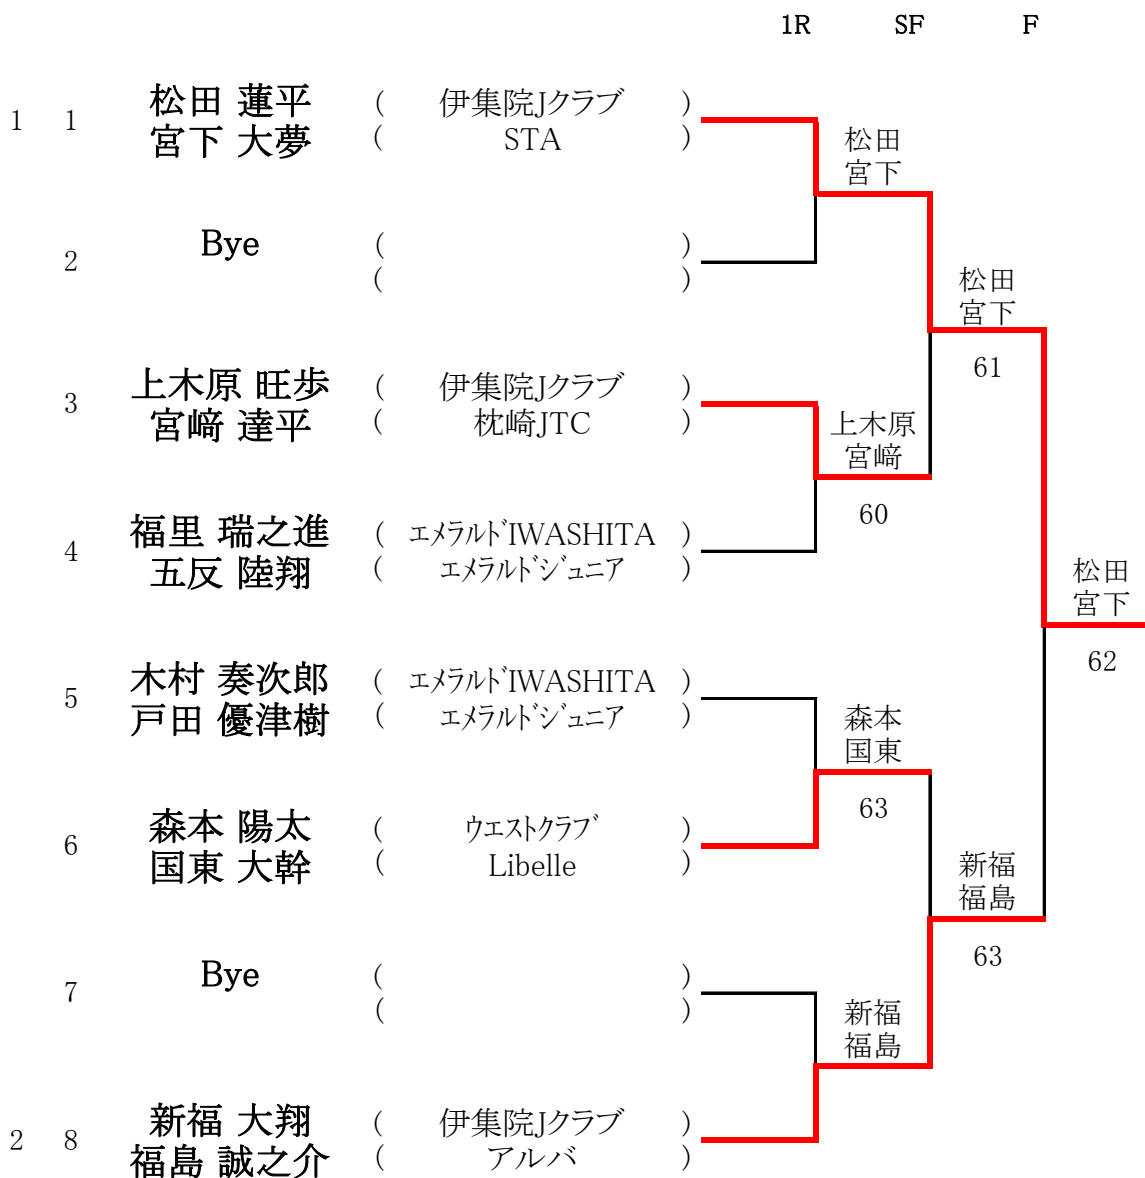 1R SF F
1 1 松田 蓮平 ( 伊集院Jクラブ )
宮下 大夢 ( STA )
松田
宮下
2 Bye ( )
( )
松田
宮下
61
3 上木原 旺歩 ( 伊集院Jクラブ )
宮﨑 達平 ( 枕崎JTC )
上木原
宮﨑
60
4 福里 瑞之進 ( エメラルドIWASHITA )
五反 陸翔 ( エメラルドジュニア )
松田
宮下
62
5 木村 奏次郎 ( エメラルドIWASHITA )
戸田 優津樹 ( エメラルドジュニア )
森本
国東
63
6 森本 陽太 ( ウエストクラブ )
国東 大幹 ( Libelle )
新福
福島
63
7 Bye ( )
( )
新福
福島
2 8 新福 大翔 ( 伊集院Jクラブ )
福島 誠之介 ( アルバ )